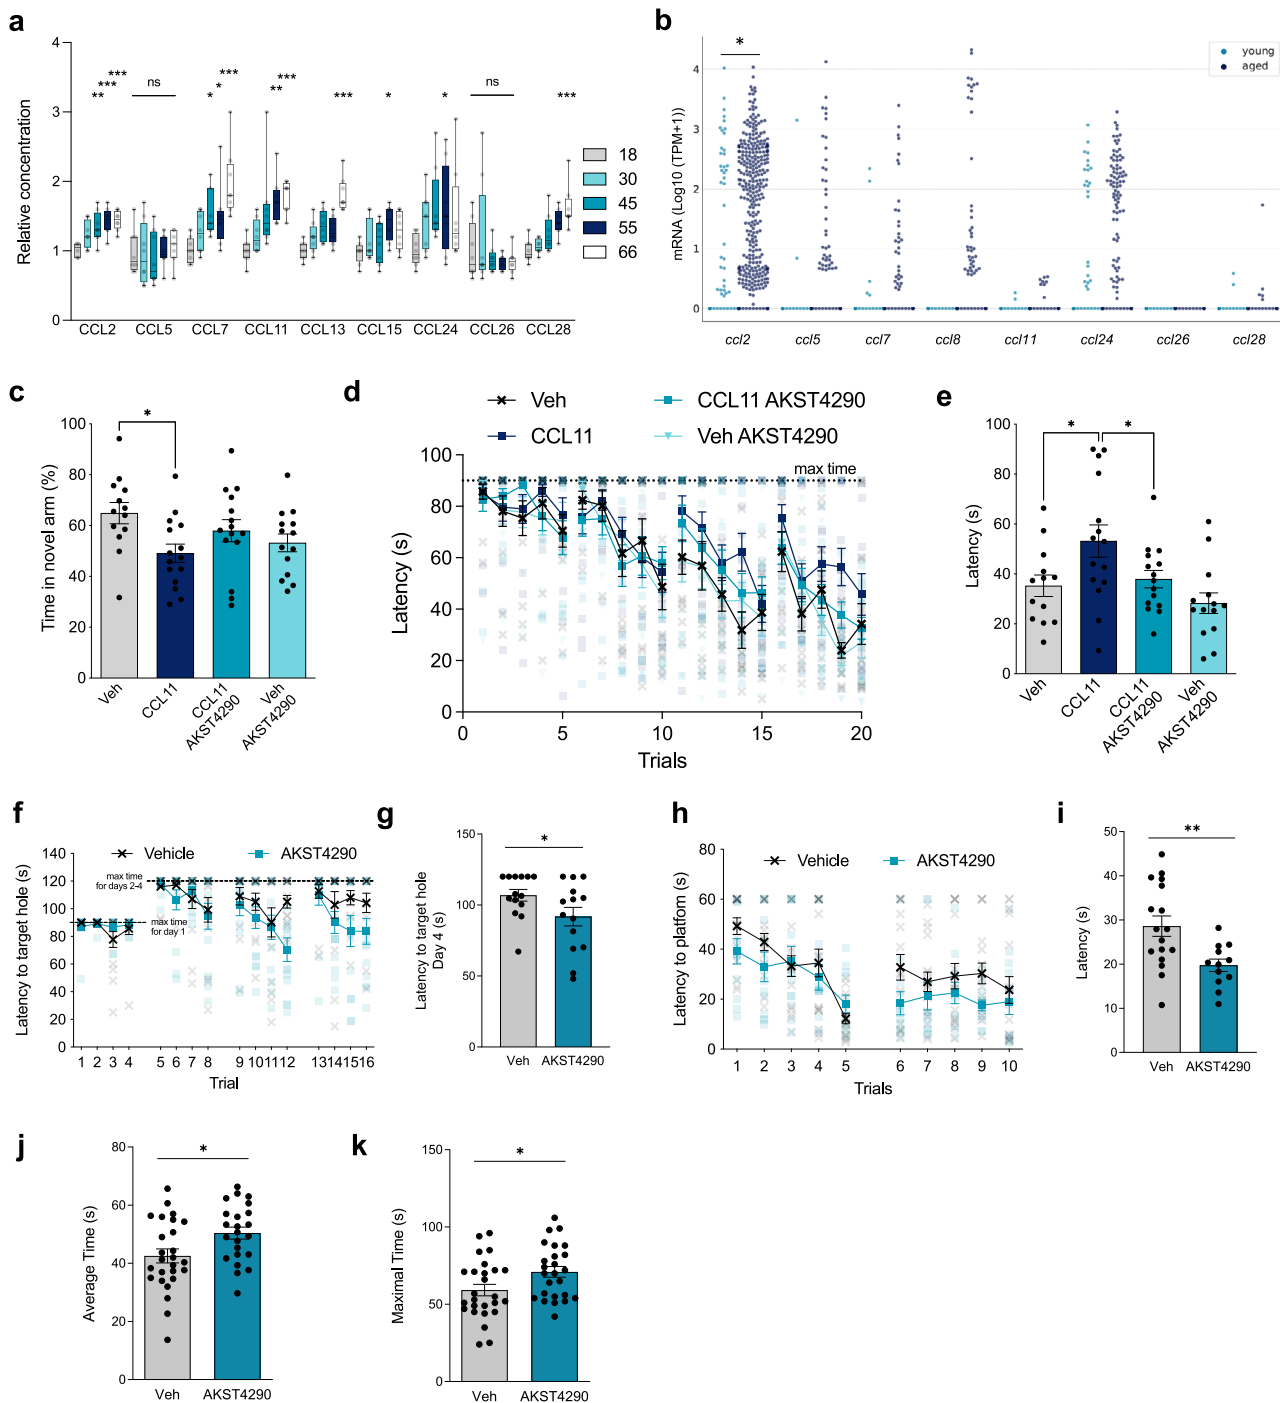 a
4
3
2
1
0
Relative concentration
** *** ***
ns
* * ***
** ***
***
*
*
ns
***
CCL2 CCL5 CCL7 CCL11 CCL13 CCL15 CCL24 CCL26 CCL28
18
30
45
55
66
b
*
young
aged
mRNA (Log10 (TPM+1))
4
3
2
1
0
ccl2 ccl5 ccl7 ccl8 ccl11 ccl24 ccl26 ccl28
c
*
Time in novel arm (%)
100
80
60
40
20
0
Veh
CCL11
CCL11
AKST4290
Veh
AKST4290
d
Veh
CCL11 AKST4290
CCL11
Veh AKST4290
max time
Latency (s)
100
80
60
40
20
0
0 5 10 15 20
Trials
e
* *
Latency (s)
100
80
60
40
20
0
Veh
CCL11
CCL11
AKST4290
Veh
AKST4290
f
Vehicle AKST4290
max time
for days 2-4
max time
for day 1
Latency to target hole (s)
140
120
100
80
60
40
20
0
1 2 3 4 5 6 7 8 9 10 11 12 13 14 15 16
Trial
g
*
Latency to target hole
Day 4 (s)
150
100
50
0
Veh AKST4290
h
Vehicle AKST4290
Latency to platfom (s)
80
60
40
20
0
1 2 3 4 5 6 7 8 9 10
Trials
i
**
Latency (s)
50
40
30
20
10
0
Veh AKST4290
j
*
Average Time (s)
80
60
40
20
0
Veh AKST4290
k
*
Maximal Time (s)
150
100
50
0
Veh AKST4290